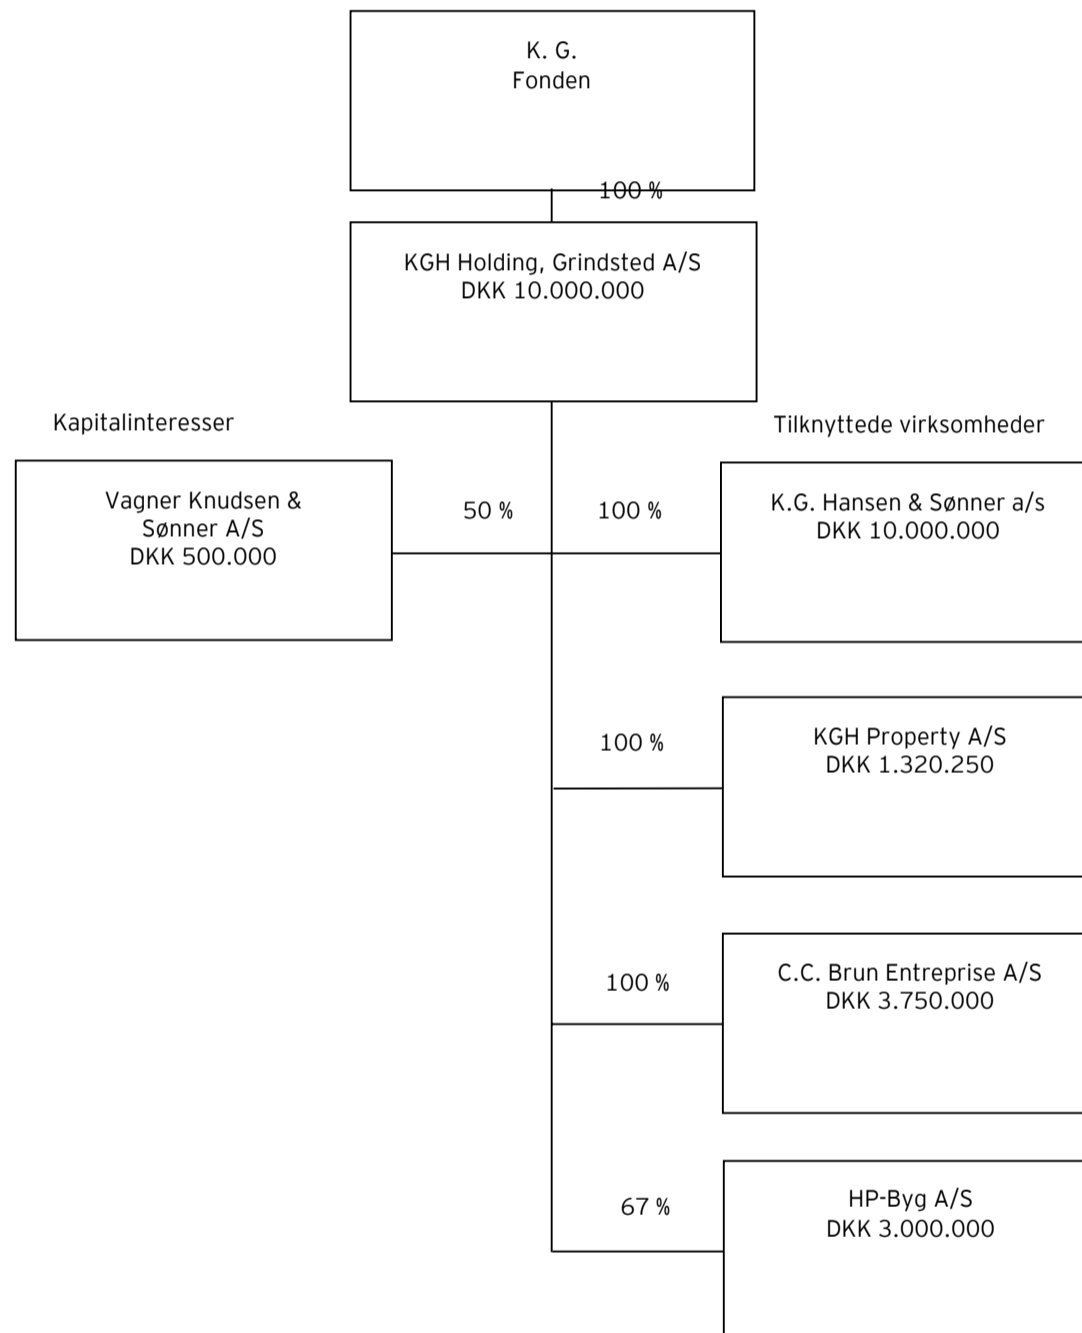 K. G.
Fonden
100 %
KGH Holding, Grindsted A/S
DKK 10.000.000
Kapitalinteresser
Tilknyttede virksomheder
Vagner Knudsen &
Sønner A/S
DKK 500.000
50 %
100 %
K.G. Hansen & Sønner a/s
DKK 10.000.000
100 %
KGH Property A/S
DKK 1.320.250
100 %
C.C. Brun Entreprise A/S
DKK 3.750.000
67 %
HP-Byg A/S
DKK 3.000.000